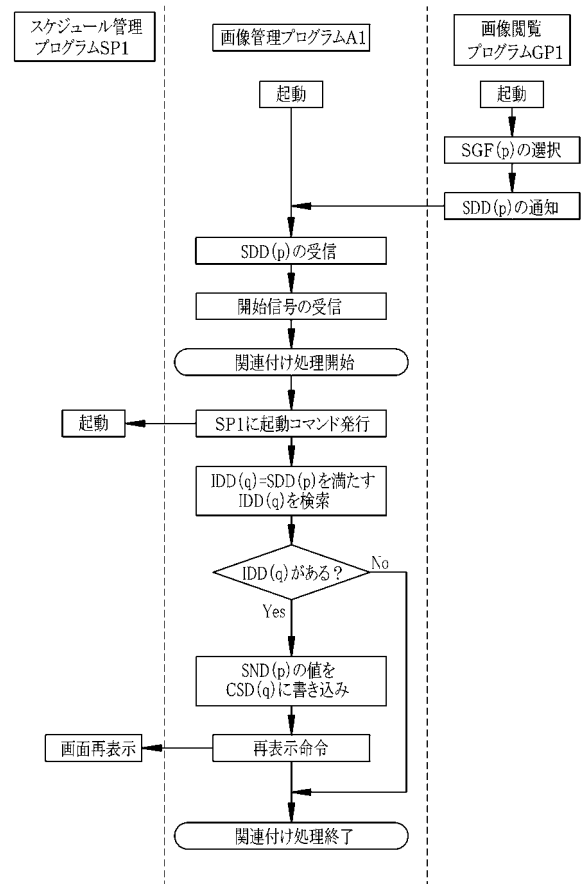 スケジュール管理
プログラムSP1
画像管理プログラムA1
画像閲覧
プログラムGP1
起動
起動
SGF(p)の選択
SDD(p)の通知
SDD(p)の受信
開始信号の受信
関連付け処理開始
起動
SP1に起動コマンド発行
IDD(q)=SDD(p)を満たす
IDD(q)を検索
IDD(q)がある?
No
Yes
SND(p)の値を
CSD(q)に書き込み
画面再表示
再表示命令
関連付け処理終了